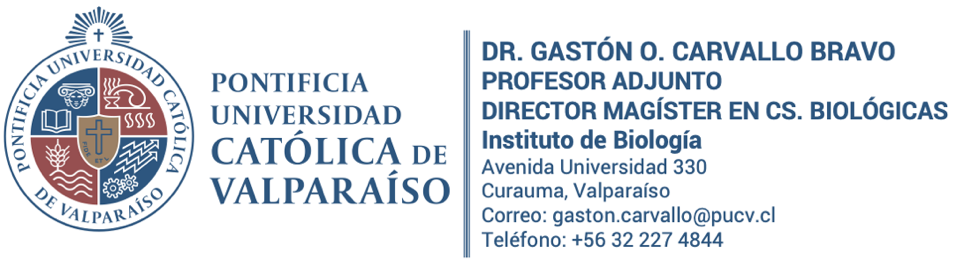 PONTIFICIA UNIVERSIDAD CATÓLICA
DE VALPARAÍSO
FIDE ET L
PONTIFICIA
UNIVERSIDAD
CATÓLICA DE
VALPARAÍSO
DR. GASTÓN O. CARVALLO BRAVO
PROFESOR ADJUNTO
DIRECTOR MAGÍSTER EN CS. BIOLÓGICAS
Instituto de Biología
Avenida Universidad 330
Curauma, Valparaíso
Correo: gaston.carvallo@pucv.cl
Teléfono: +56 32 227 4844